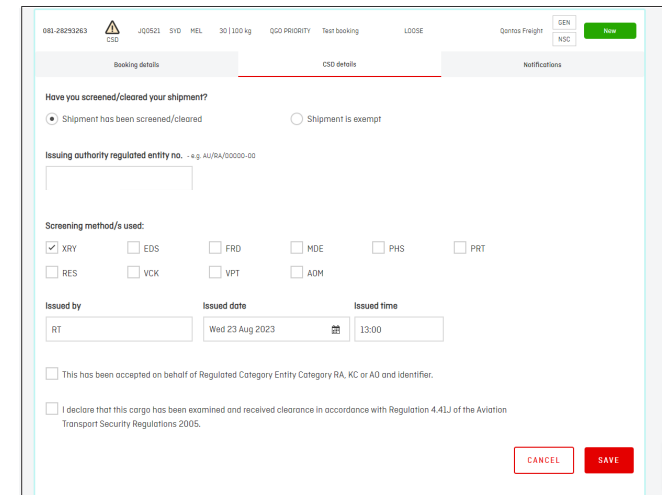 081-28293263 CSD JQ0521 SYD MEL 30 | 100 kg QGO PRIORITY Test booking LOOSE Qantas Freight GEN NSC New
Booking details CSD details Notifications
Have you screened/cleared your shipment?
Shipment has been screened/cleared Shipment is exempt
Issuing authority regulated entity no. - e.g. AU/RA/00000-00
Screening method/s used:
XRY EDS FRD MDE PHS PRT
RES VCK VPT AOM
Issued by Issued date Issued time
RT Wed 23 Aug 2023 13:00
This has been accepted on behalf of Regulated Category Entity Category RA, KC or AO and identifier.
I declare that this cargo has been examined and received clearance in accordance with Regulation 4.41J of the Aviation
Transport Security Regulations 2005.
CANCEL SAVE